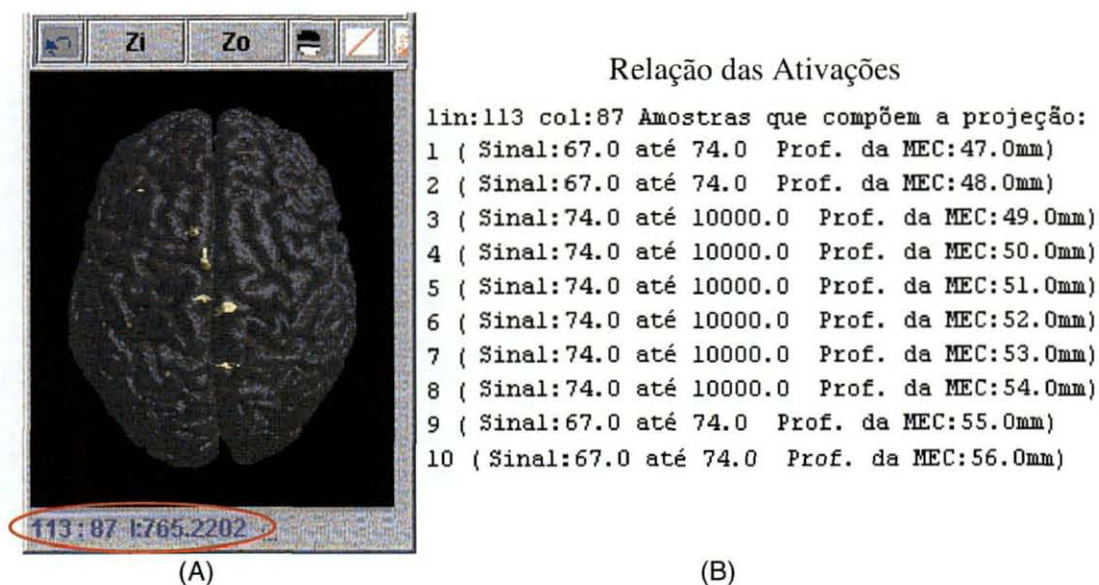 Zi Zo
113:87 I:765.2202
(A)
Relação das Ativações
lin:113 col:87 Amostras que compõem a projeção:
1 ( Sinal:67.0 até 74.0 Prof. da MEC:47.0mm)
2 ( Sinal:67.0 até 74.0 Prof. da MEC:48.0mm)
3 ( Sinal:74.0 até 10000.0 Prof. da MEC:49.0mm)
4 ( Sinal:74.0 até 10000.0 Prof. da MEC:50.0mm)
5 ( Sinal:74.0 até 10000.0 Prof. da MEC:51.0mm)
6 ( Sinal:74.0 até 10000.0 Prof. da MEC:52.0mm)
7 ( Sinal:74.0 até 10000.0 Prof. da MEC:53.0mm)
8 ( Sinal:74.0 até 10000.0 Prof. da MEC:54.0mm)
9 ( Sinal:67.0 até 74.0 Prof. da MEC:55.0mm)
10 ( Sinal:67.0 até 74.0 Prof. da MEC:56.0mm)
(B)